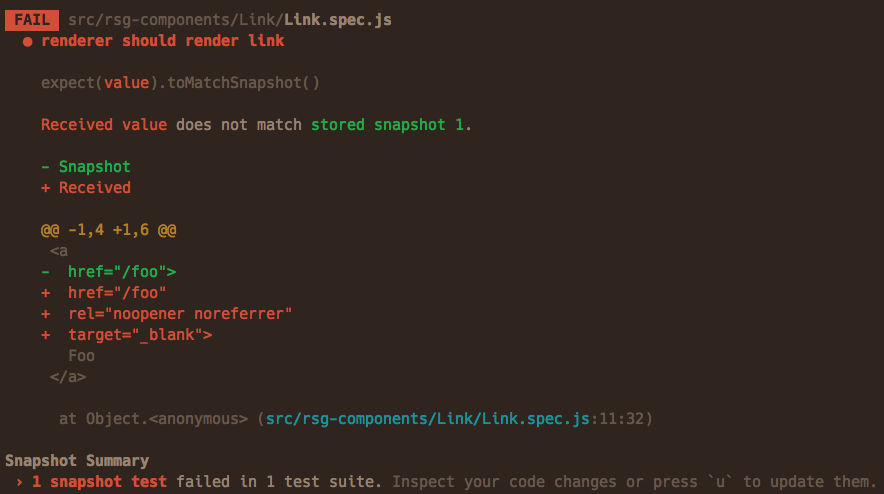 FAIL src/rsg-components/Link/Link.spec.js
● renderer should render link
expect(value).toMatchSnapshot()
Received value does not match stored snapshot 1.
- Snapshot
+ Received
@@ -1,4 +1,6 @@
<a
-  href="/foo">
+  href="/foo"
+  rel="noopener noreferrer"
+  target="_blank">
Foo
</a>
at Object.<anonymous> (src/rsg-components/Link/Link.spec.js:11:32)
Snapshot Summary
› 1 snapshot test failed in 1 test suite. Inspect your code changes or press `u` to update them.